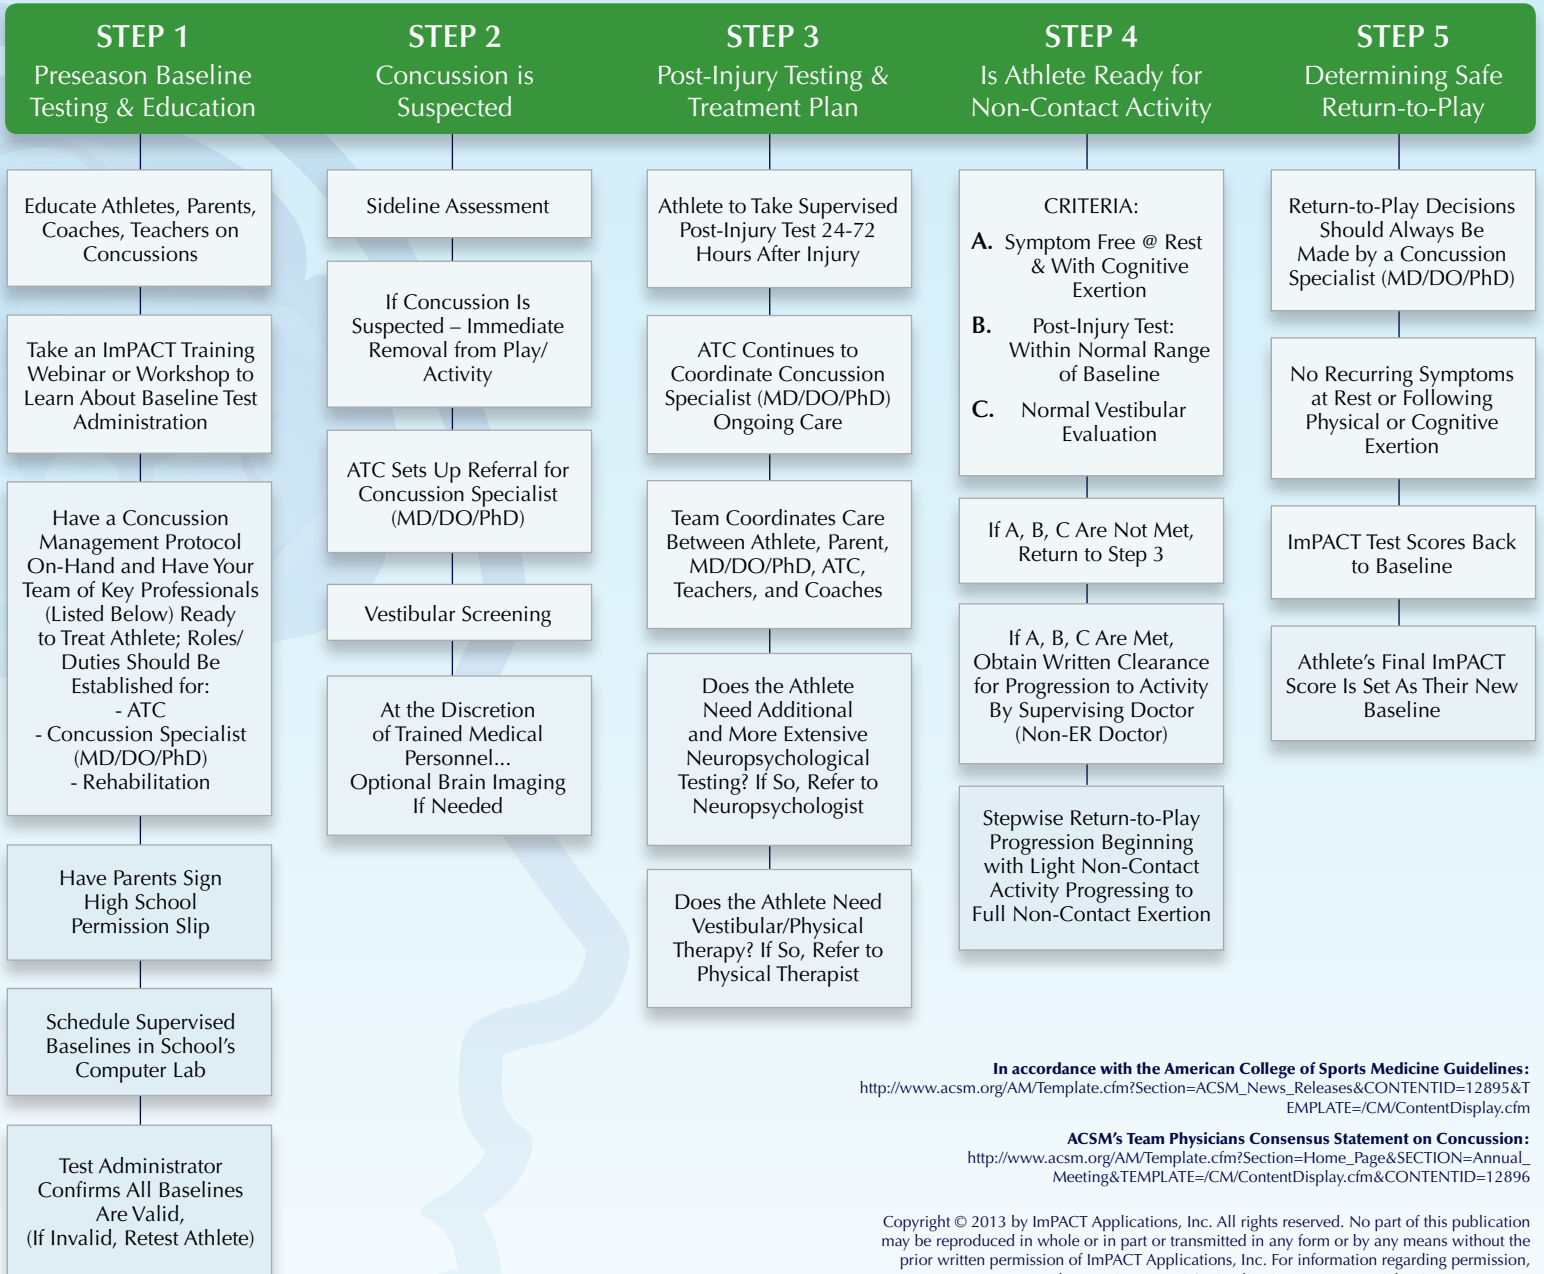 STEP 1
Preseason Baseline
Testing & Education
Educate Athletes, Parents,
Coaches, Teachers on
Concussions
Take an ImPACT Training
Webinar or Workshop to
Learn About Baseline Test
Administration
Have a Concussion
Management Protocol
On-Hand and Have Your
Team of Key Professionals
(Listed Below) Ready
to Treat Athlete; Roles/
Duties Should Be
Established for:
- ATC
- Concussion Specialist
(MD/DO/PhD)
- Rehabilitation
Have Parents Sign
High School
Permission Slip
Schedule Supervised
Baselines in School’s
Computer Lab
Test Administrator
Confirms All Baselines
Are Valid,
(If Invalid, Retest Athlete)
STEP 2
Concussion is
Suspected
Sideline Assessment
If Concussion Is
Suspected – Immediate
Removal from Play/
Activity
ATC Sets Up Referral for
Concussion Specialist
(MD/DO/PhD)
Vestibular Screening
At the Discretion
of Trained Medical
Personnel...
Optional Brain Imaging
If Needed
STEP 3
Post-Injury Testing &
Treatment Plan
Athlete to Take Supervised
Post-Injury Test 24-72
Hours After Injury
ATC Continues to
Coordinate Concussion
Specialist (MD/DO/PhD)
Ongoing Care
Team Coordinates Care
Between Athlete, Parent,
MD/DO/PhD, ATC,
Teachers, and Coaches
Does the Athlete
Need Additional
and More Extensive
Neuropsychological
Testing? If So, Refer to
Neuropsychologist
Does the Athlete Need
Vestibular/Physical
Therapy? If So, Refer to
Physical Therapist
STEP 4
Is Athlete Ready for
Non-Contact Activity
CRITERIA:
A. Symptom Free @ Rest
& With Cognitive
Exertion
B. Post-Injury Test:
Within Normal Range
of Baseline
C. Normal Vestibular
Evaluation
If A, B, C Are Not Met,
Return to Step 3
If A, B, C Are Met,
Obtain Written Clearance
for Progression to Activity
By Supervising Doctor
(Non-ER Doctor)
Stepwise Return-to-Play
Progression Beginning
with Light Non-Contact
Activity Progressing to
Full Non-Contact Exertion
STEP 5
Determining Safe
Return-to-Play
Return-to-Play Decisions
Should Always Be
Made by a Concussion
Specialist (MD/DO/PhD)
No Recurring Symptoms
at Rest or Following
Physical or Cognitive
Exertion
ImPACT Test Scores Back
to Baseline
Athlete’s Final ImPACT
Score Is Set As Their New
Baseline
In accordance with the American College of Sports Medicine Guidelines:
http://www.acsm.org/AM/Template.cfm?Section=ACSM_News_Releases&CONTENTID=12895&T
EMPLATE=/CM/ContentDisplay.cfm
ACSM’s Team Physicians Consensus Statement on Concussion:
http://www.acsm.org/AM/Template.cfm?Section=Home_Page&SECTION=Annual_
Meeting&TEMPLATE=/CM/ContentDisplay.cfm&CONTENTID=12896
Copyright © 2013 by ImPACT Applications, Inc. All rights reserved. No part of this publication
may be reproduced in whole or in part or transmitted in any form or by any means without the
prior written permission of ImPACT Applications, Inc. For information regarding permission,